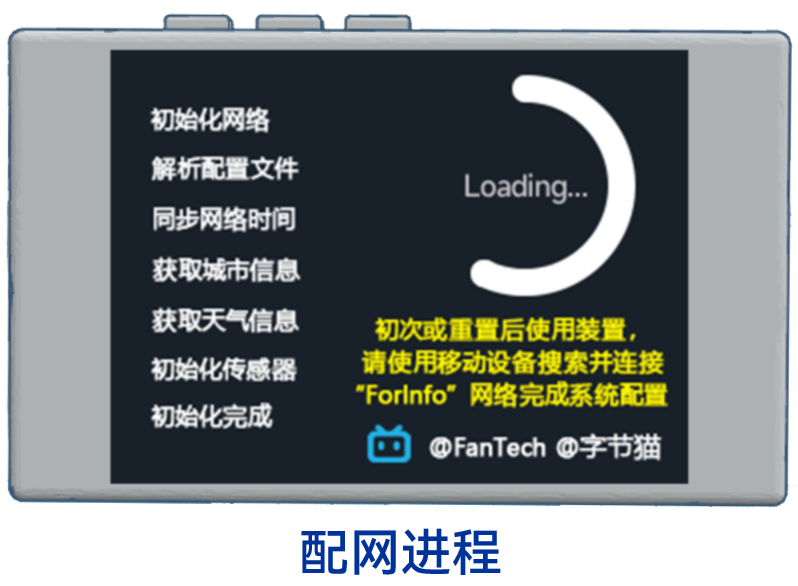 初始化网络
解析配置文件
同步网络时间
获取城市信息
获取天气信息
初始化传感器
初始化完成
Loading...
初次或重置后使用装置，
请使用移动设备搜索并连接
“ForInfo”网络完成系统配置
@FanTech @字节猫
配网进程